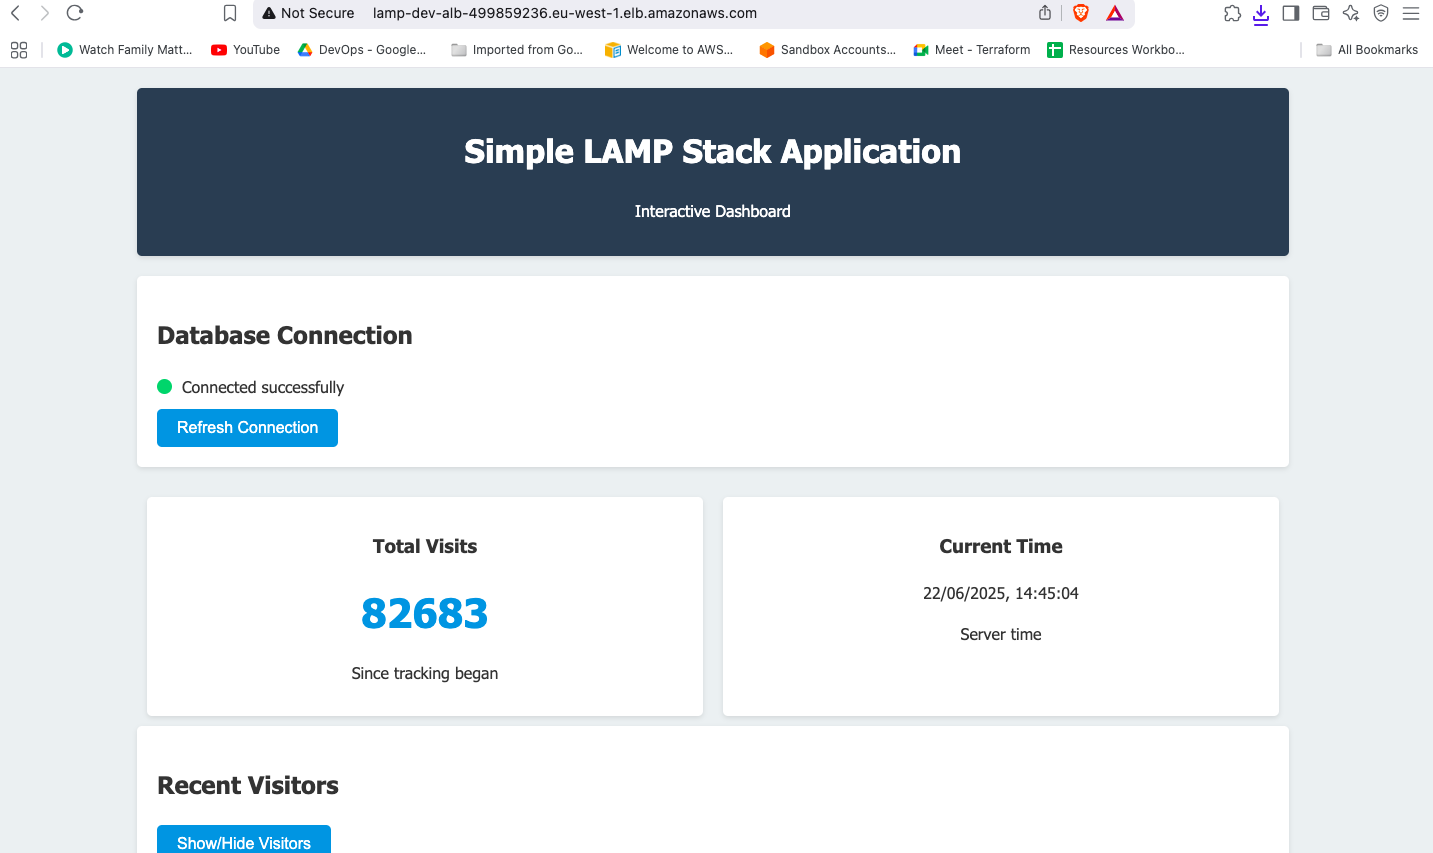 Not Secure lamp-dev-alb-499859236.eu-west-1.elb.amazonaws.com
Watch Family Matt... YouTube DevOps - Google... Imported from Go... Welcome to AWS... Sandbox Accounts... Meet - Terraform Resources Workbo... All Bookmarks
Simple LAMP Stack Application
Interactive Dashboard
Database Connection
Connected successfully
Refresh Connection
Total Visits
82683
Since tracking began
Current Time
22/06/2025, 14:45:04
Server time
Recent Visitors
Show/Hide Visitors